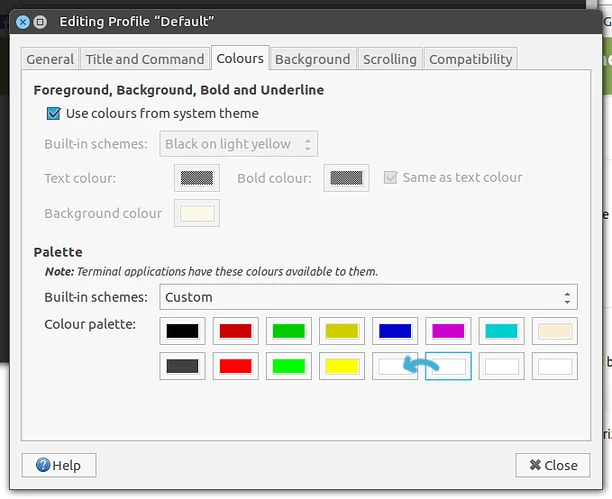 Editing Profile “Default”
General Title and Command Colours Background Scrolling Compatibility
Foreground, Background, Bold and Underline
Use colours from system theme
Built-in schemes: Black on light yellow
Text colour: Bold colour: Same as text colour
Background colour
Palette
Note: Terminal applications have these colours available to them.
Built-in schemes: Custom
Colour palette:
Help Close